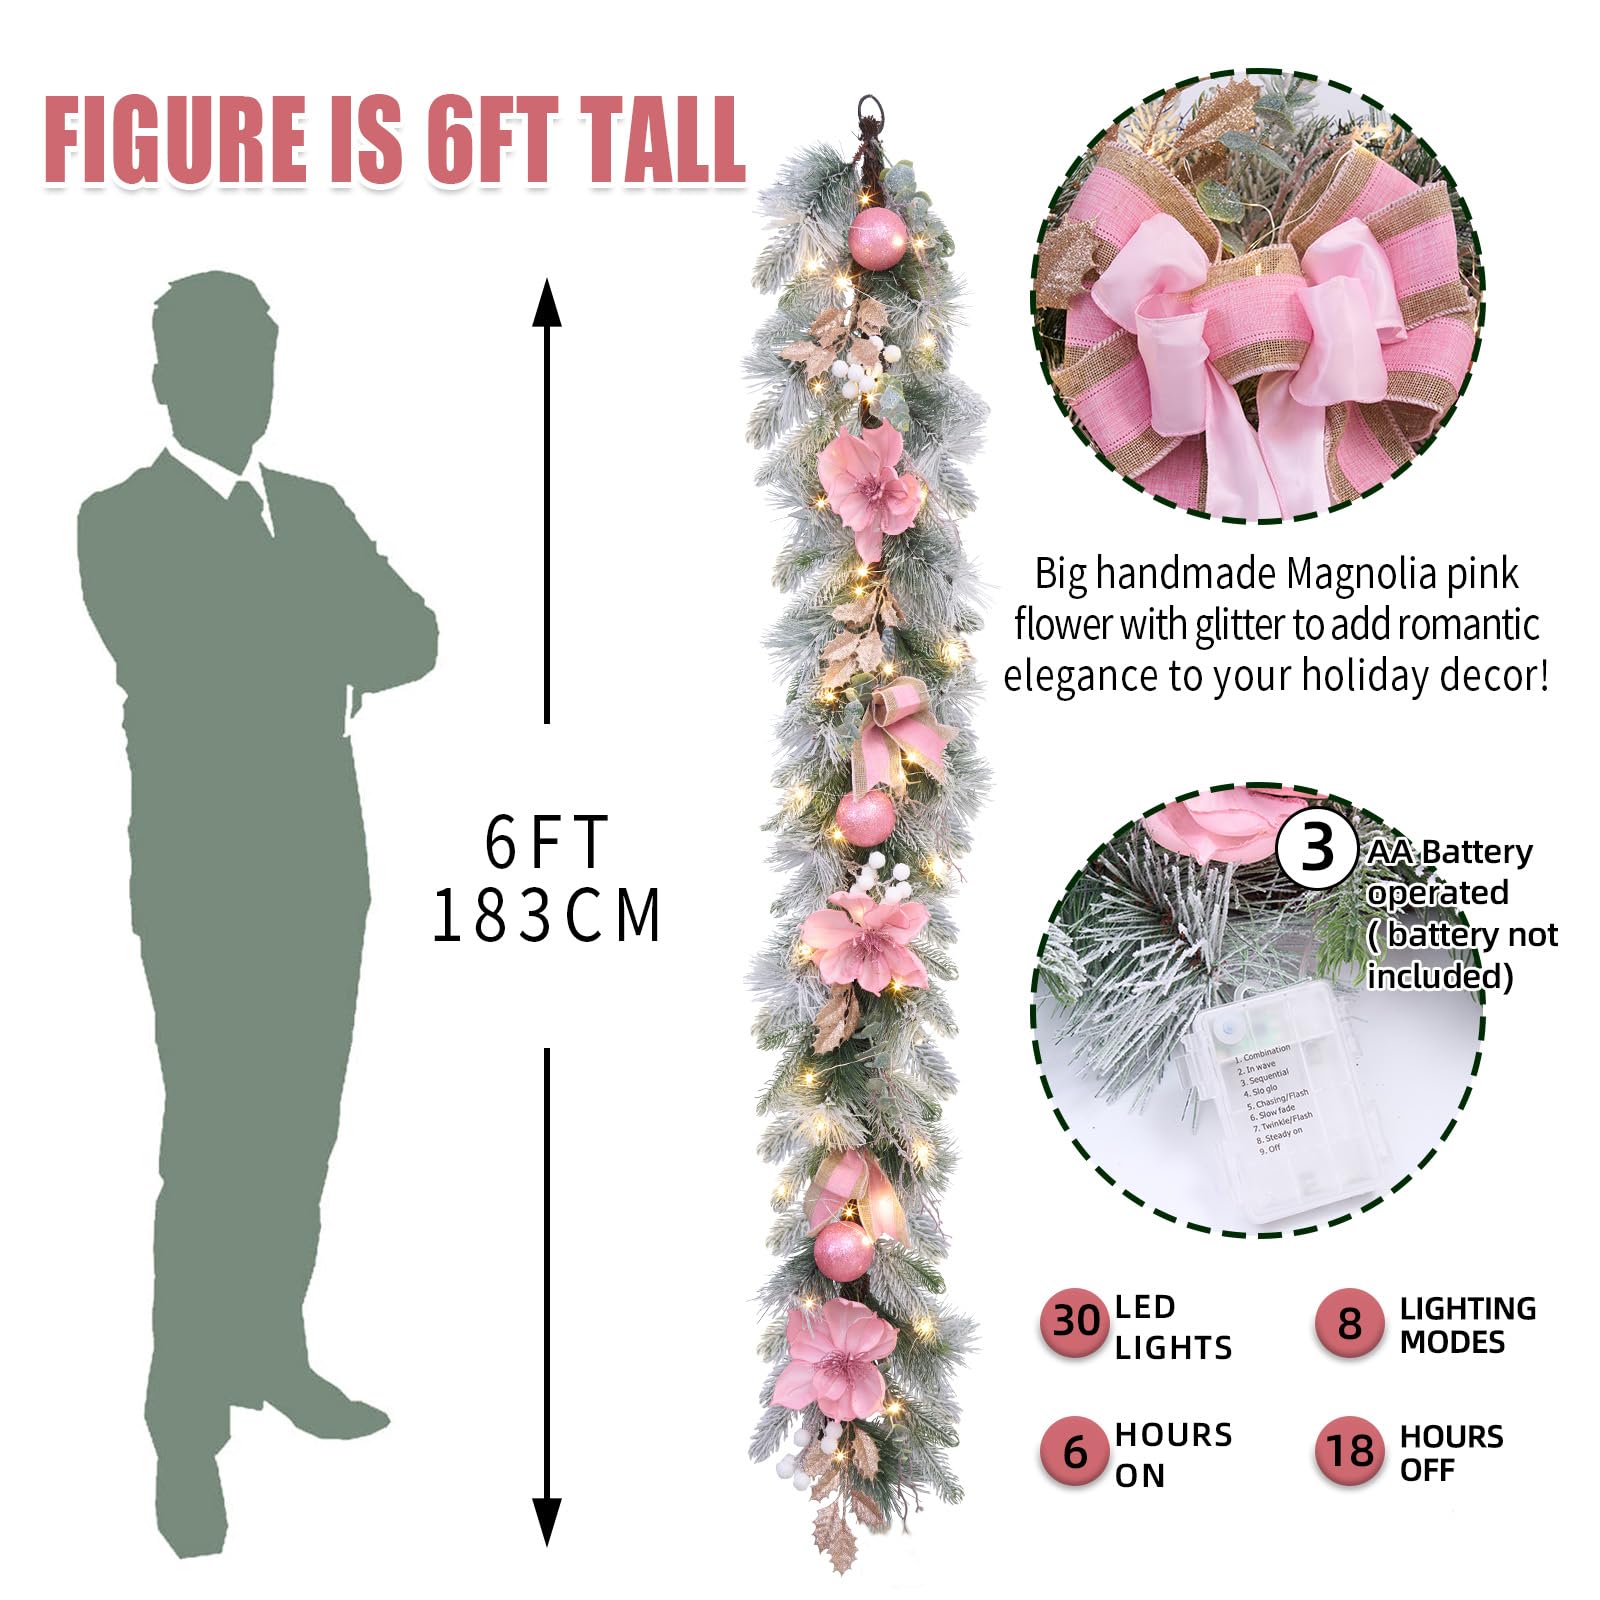 FIGURE IS 6FT TALL
6FT
183CM
Big handmade Magnolia pink
flower with glitter to add romantic
elegance to your holiday decor!
3
AA Battery
operated
( battery not
included)
1. Combination
2. In wave
3. Sequential
4. Slo glo
5. Chasing/Flash
6. Slow fade
7. Twinkle/Flash
8. Steady on
9. Off
30 LED
LIGHTS
8 LIGHTING
MODES
6 HOURS
ON
18 HOURS
OFF